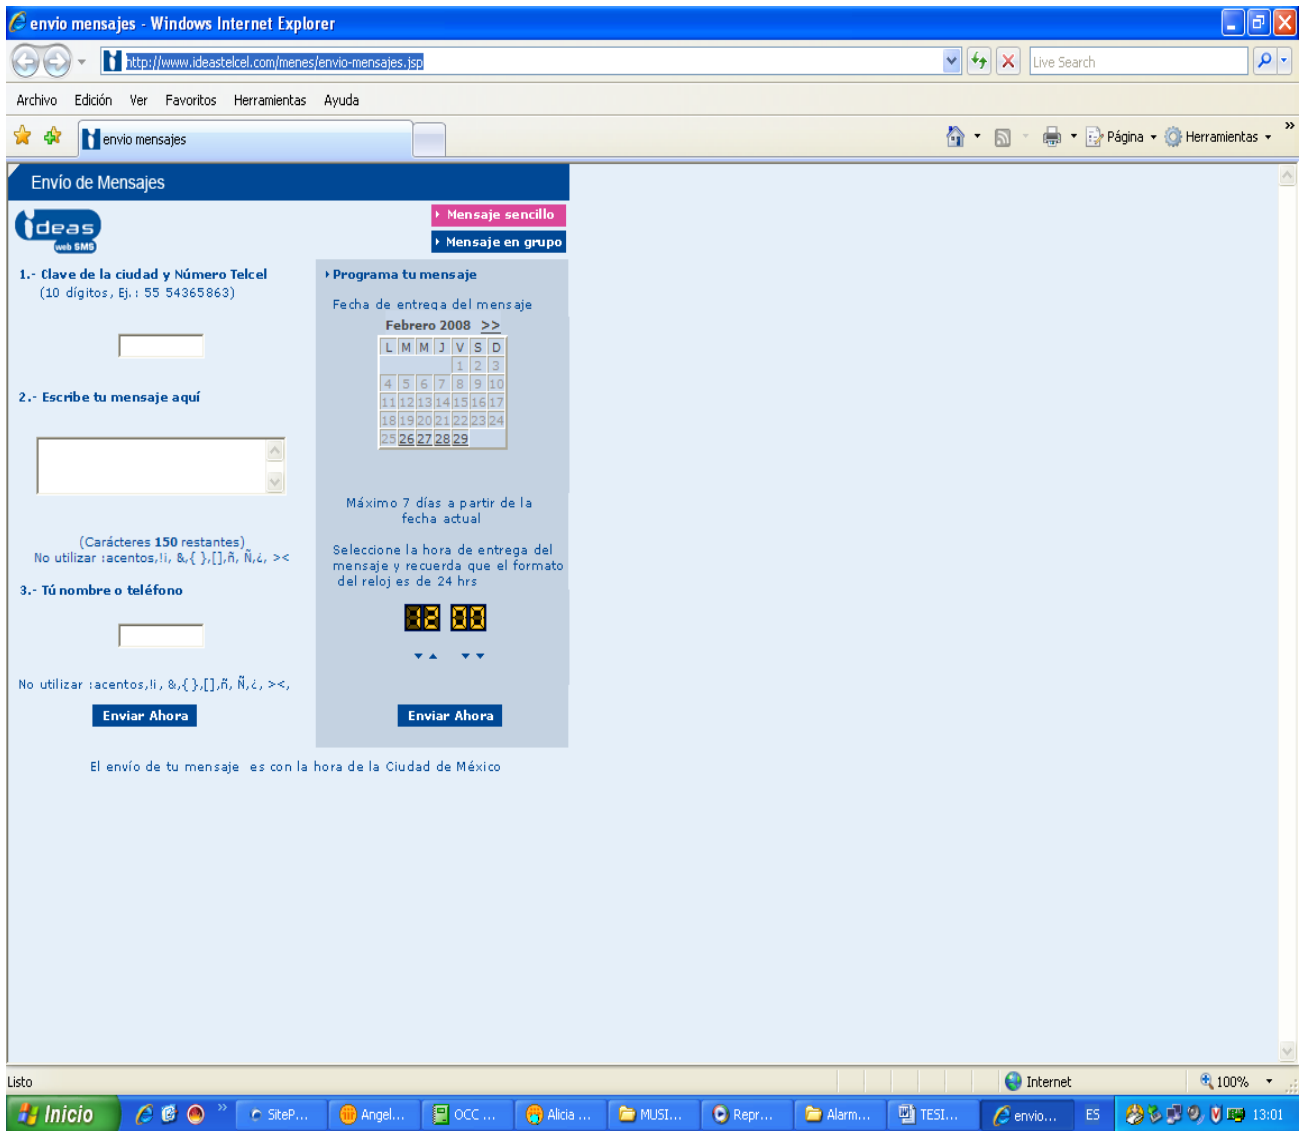 envio mensajes - Windows Internet Explorer
http://www.ideastelcel.com/menes/envio-mensajes.jsp
Live Search
Archivo Edición Ver Favoritos Herramientas Ayuda
envio mensajes
Página Herramientas »
Envío de Mensajes
ideas
web SMS
Mensaje sencillo
Mensaje en grupo
1.- Clave de la ciudad y Número Telcel
(10 dígitos, Ej.: 55 54365863)
2.- Escribe tu mensaje aquí
(Carácteres 150 restantes)
No utilizar :acentos,!¡, &,{ },[],ñ, Ñ,¿, ><
3.- Tú nombre o teléfono
No utilizar :acentos,!¡, &,{ },[],ñ, Ñ,¿, ><,
Enviar Ahora
Programa tu mensaje
Fecha de entrega del mensaje
Febrero 2008 >>
L M M J V S D
1 2 3
4 5 6 7 8 9 10
11 12 13 14 15 16 17
18 19 20 21 22 23 24
25 26 27 28 29
Máximo 7 días a partir de la
fecha actual
Seleccione la hora de entrega del
mensaje y recuerda que el formato
del reloj es de 24 hrs
12 00
Enviar Ahora
El envío de tu mensaje es con la hora de la Ciudad de México
Listo
Internet
100%
Inicio » SiteP... Angel... OCC ... Alicia ... MUSI... Repr... Alarm... TESI... envio... ES 13:01